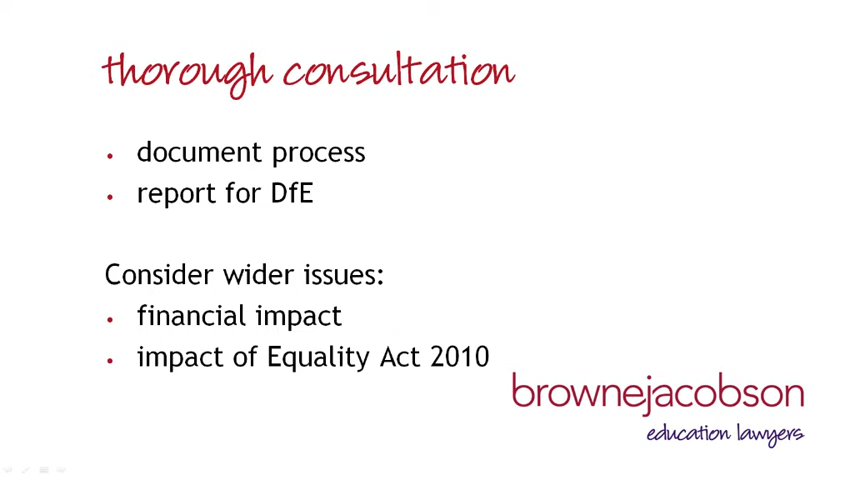 thorough consultation
• document process
• report for DfE
Consider wider issues:
• financial impact
• impact of Equality Act 2010
brownejacobson
education lawyers